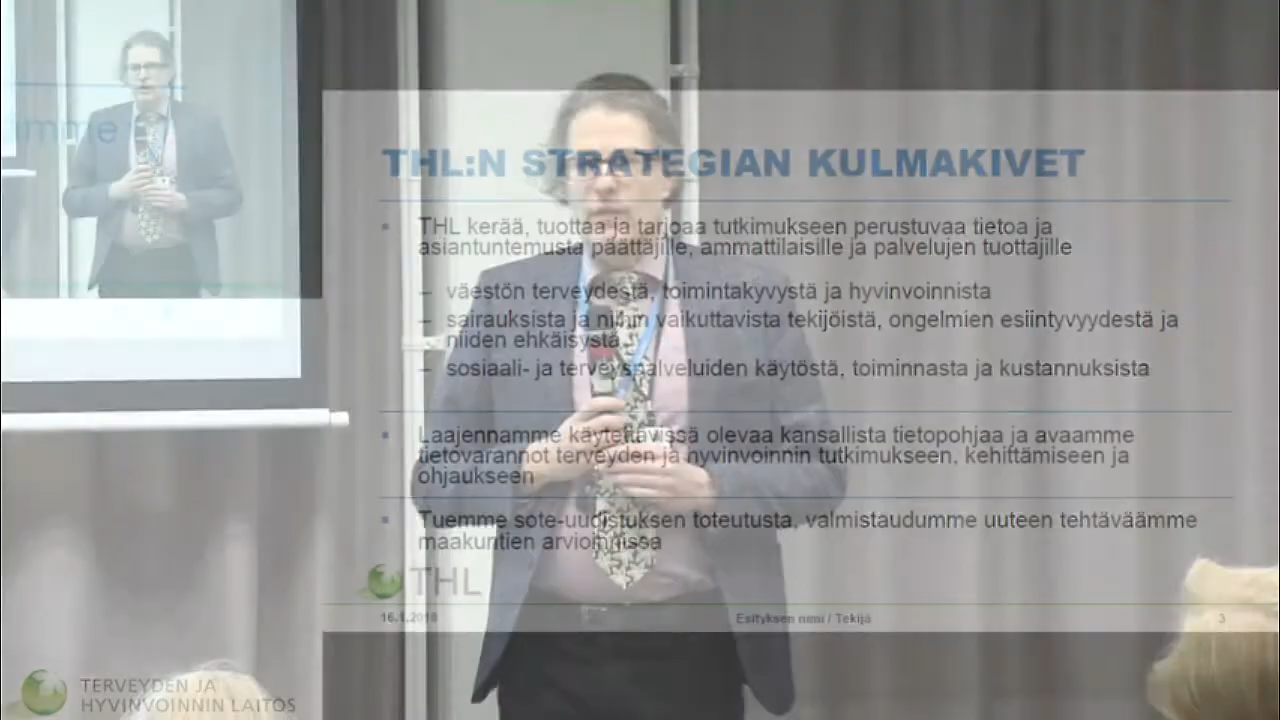 THL:N STRATEGIAN KULMAKIVET
THL kerää, tuottaa ja tarjoaa tutkimukseen perustuvaa tietoa ja
asiantuntemusta päättäjille, ammattilaisille ja palvelujen tuottajille
– väestön terveydestä, toimintakyvystä ja hyvinvoinnista
– sairauksista ja niihin vaikuttavista tekijöistä, ongelmien esiintyvyydestä ja
niiden ehkäisystä
– sosiaali- ja terveyspalveluiden käytöstä, toiminnasta ja kustannuksista
Laajennamme käytettävissä olevaa kansallista tietopohjaa ja avaamme
tietovarannot terveyden ja hyvinvoinnin tutkimukseen, kehittämiseen ja
ohjaukseen
Tuemme sote-uudistuksen toteutusta, valmistaudumme uuteen tehtäväämme
maakuntien arvioinnissa
THL
16.1.2018 Esityksen nimi / Tekijä 3
TERVEYDEN JA
HYVINVOINNIN LAITOS